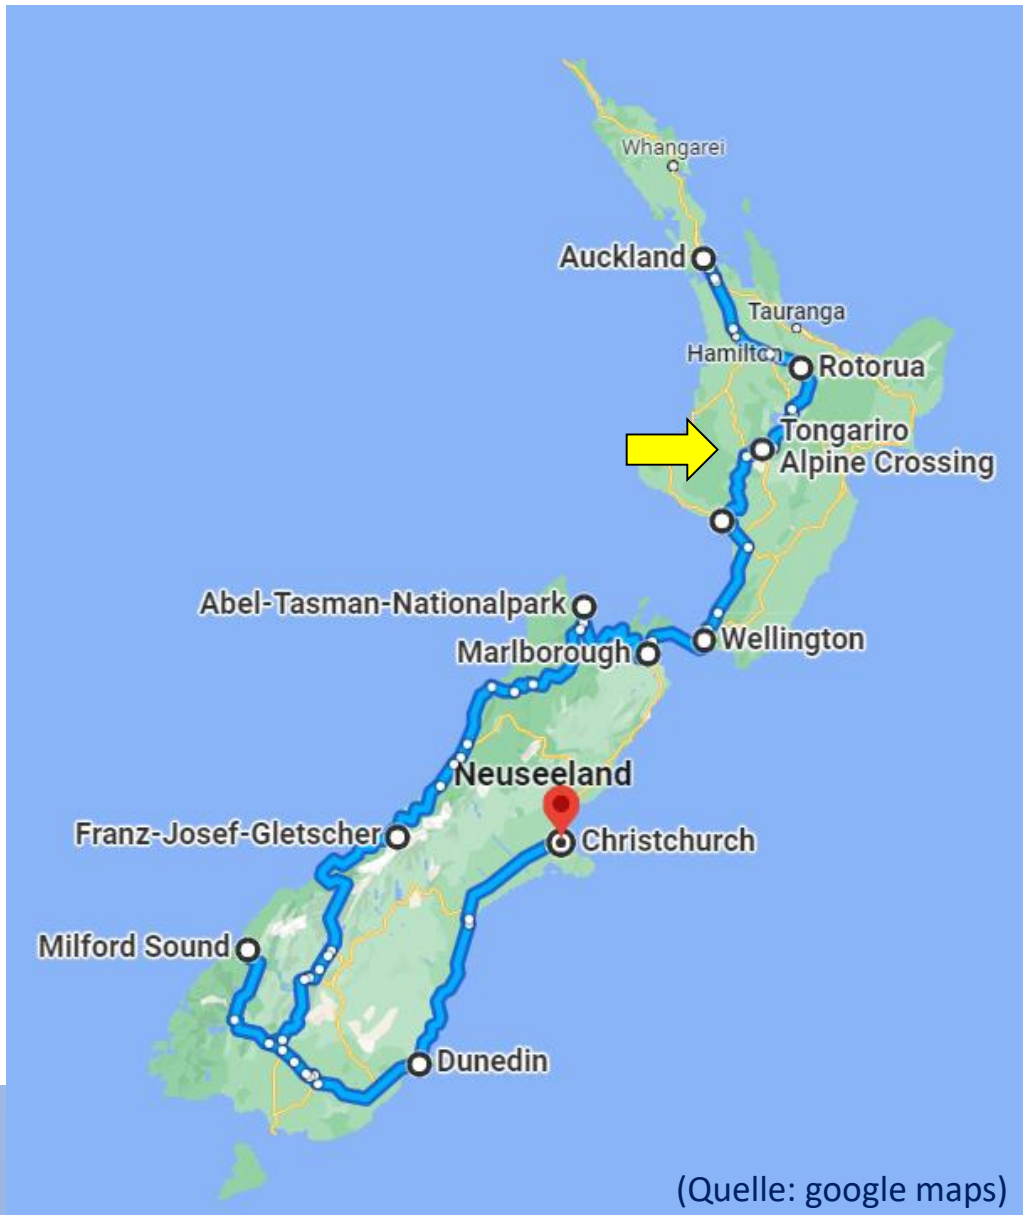 Whangarei
Auckland
Tauranga
Hamilton
Rotorua
Tongariro
Alpine Crossing
Abel-Tasman-Nationalpark
Wellington
Marlborough
Neuseeland
Franz-Josef-Gletscher
Christchurch
Milford Sound
Dunedin
(Quelle: google maps)